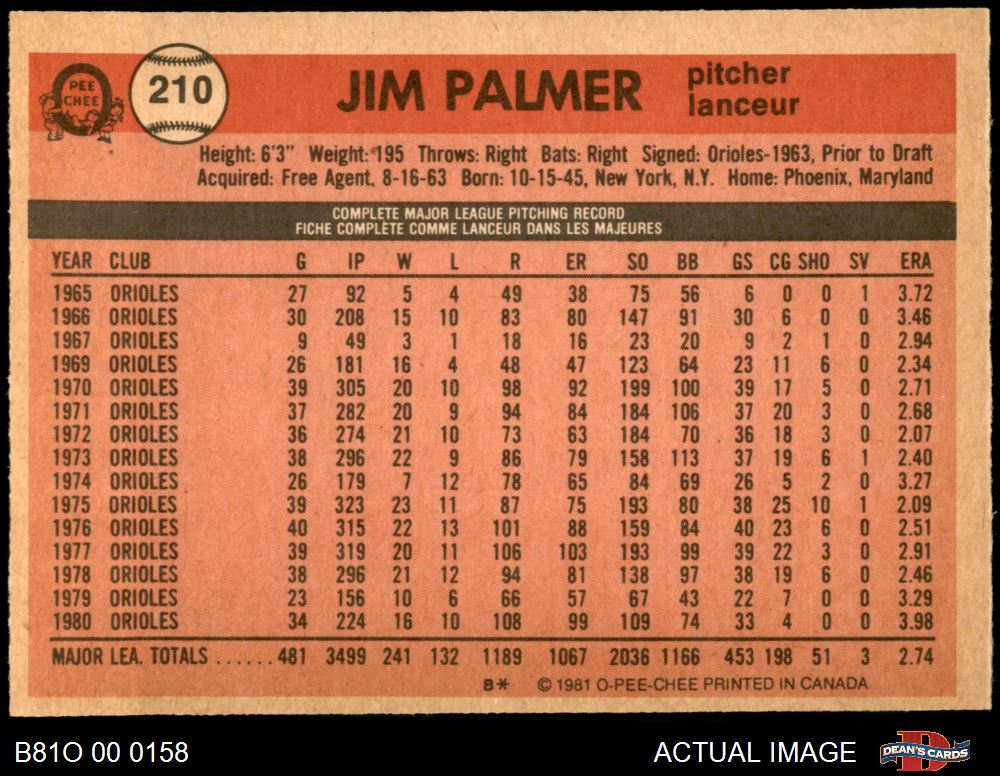 PEE CHEE
210
JIM PALMER
pitcher
lanceur
Height: 6'3" Weight: 195 Throws: Right Bats: Right Signed: Orioles-1963, Prior to Draft
Acquired: Free Agent, 8-16-63 Born: 10-15-45, New York, N.Y. Home: Phoenix, Maryland
COMPLETE MAJOR LEAGUE PITCHING RECORD
FICHE COMPLÈTE COMME LANCEUR DANS LES MAJEURES
YEAR CLUB G IP W L R ER SO BB GS CG SHO SV ERA
1965 ORIOLES 27 92 5 4 49 38 75 56 6 0 0 1 3.72
1966 ORIOLES 30 208 15 10 83 80 147 91 30 6 0 0 3.46
1967 ORIOLES 9 49 3 1 18 16 23 20 9 2 1 0 2.94
1969 ORIOLES 26 181 16 4 48 47 123 64 23 11 6 0 2.34
1970 ORIOLES 39 305 20 10 98 92 199 100 39 17 5 0 2.71
1971 ORIOLES 37 282 20 9 94 84 184 106 37 20 3 0 2.68
1972 ORIOLES 36 274 21 10 73 63 184 70 36 18 3 0 2.07
1973 ORIOLES 38 296 22 9 86 79 158 113 37 19 6 1 2.40
1974 ORIOLES 26 179 7 12 78 65 84 69 26 5 2 0 3.27
1975 ORIOLES 39 323 23 11 87 75 193 80 38 25 10 1 2.09
1976 ORIOLES 40 315 22 13 101 88 159 84 40 23 6 0 2.51
1977 ORIOLES 39 319 20 11 106 103 193 99 39 22 3 0 2.91
1978 ORIOLES 38 296 21 12 94 81 138 97 38 19 6 0 2.46
1979 ORIOLES 23 156 10 6 66 57 67 43 22 7 0 0 3.29
1980 ORIOLES 34 224 16 10 108 99 109 74 33 4 0 0 3.98
MAJOR LEA. TOTALS ...... 481 3499 241 132 1189 1067 2036 1166 453 198 51 3 2.74
B* © 1981 O-PEE-CHEE PRINTED IN CANADA
B81O 00 0158
ACTUAL IMAGE
DEAN'S CARDS